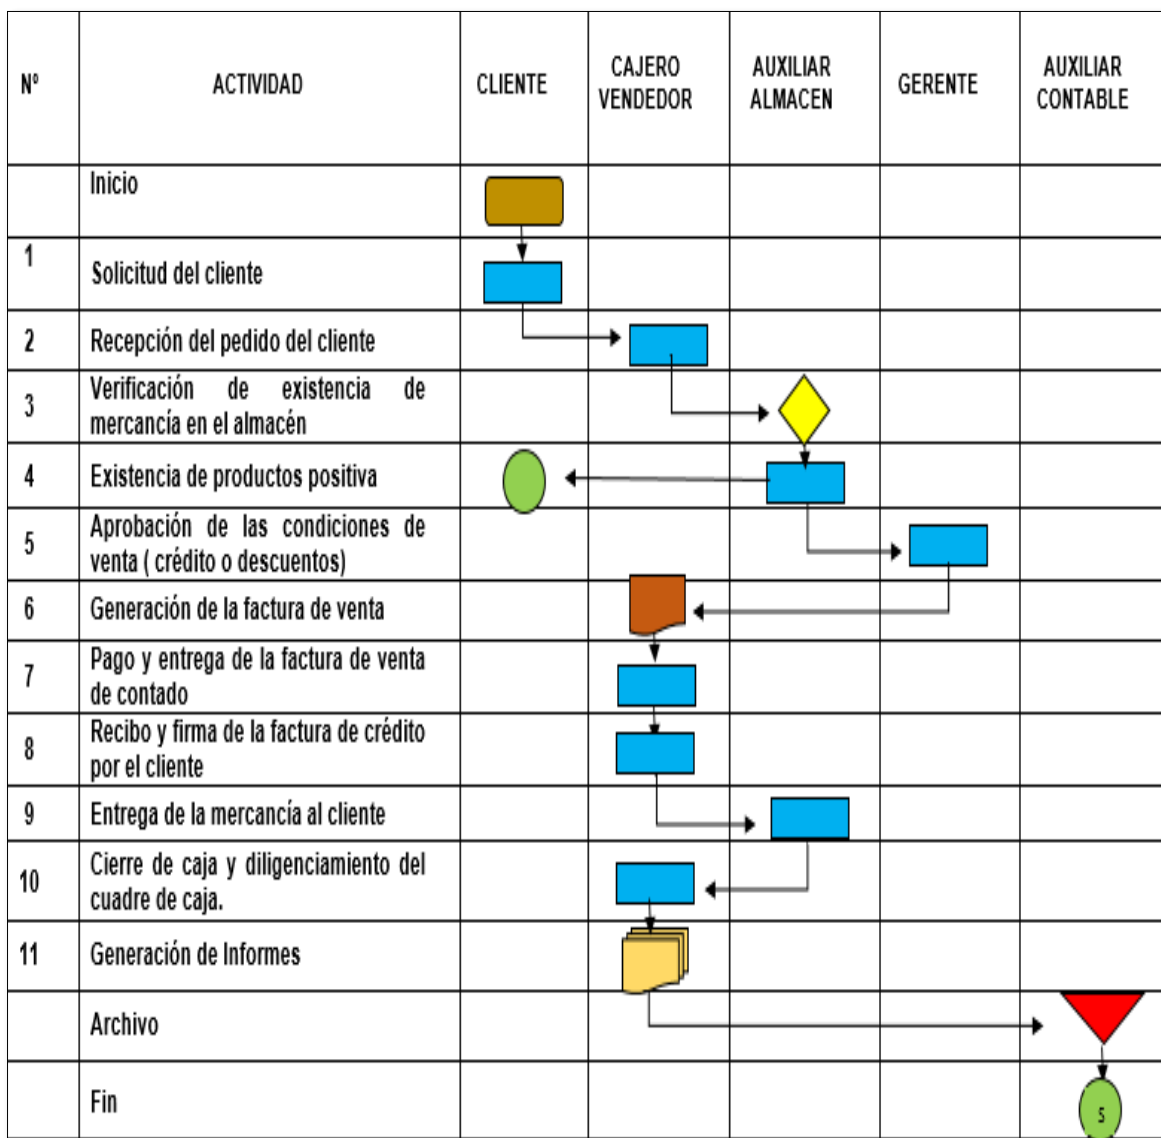 Nº
ACTIVIDAD
CLIENTE
CAJERO
VENDEDOR
AUXILIAR
ALMACEN
GERENTE
AUXILIAR
CONTABLE
Inicio
1
Solicitud del cliente
2
Recepción del pedido del cliente
3
Verificación de existencia de
mercancía en el almacén
4
Existencia de productos positiva
5
Aprobación de las condiciones de
venta ( crédito o descuentos)
6
Generación de la factura de venta
7
Pago y entrega de la factura de venta
de contado
8
Recibo y firma de la factura de crédito
por el cliente
9
Entrega de la mercancía al cliente
10
Cierre de caja y diligenciamiento del
cuadre de caja.
11
Generación de Informes
Archivo
Fin
s